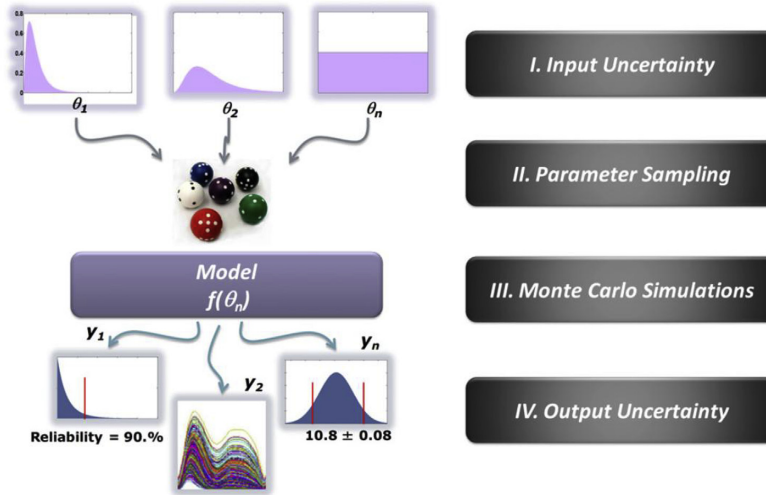 0.8
0.6
0.4
0.2
0
θ1
θ2
θn
I. Input Uncertainty
II. Parameter Sampling
Model
f(θn)
III. Monte Carlo Simulations
y1
y2
yn
Reliability = 90.%
10.8 ± 0.08
IV. Output Uncertainty